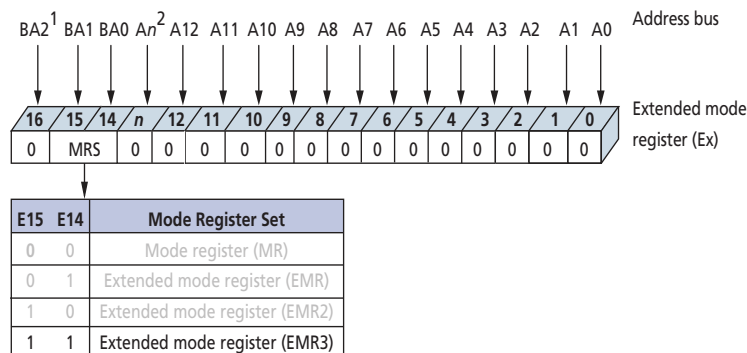 BA2¹ BA1 BA0 An² A12 A11 A10 A9 A8 A7 A6 A5 A4 A3 A2 A1 A0 Address bus
16 15 14 n 12 11 10 9 8 7 6 5 4 3 2 1 0 Extended mode
register (Ex)
0 MRS 0 0 0 0 0 0 0 0 0 0 0 0 0 0
E15 E14 Mode Register Set
0 0 Mode register (MR)
0 1 Extended mode register (EMR)
1 0 Extended mode register (EMR2)
1 1 Extended mode register (EMR3)